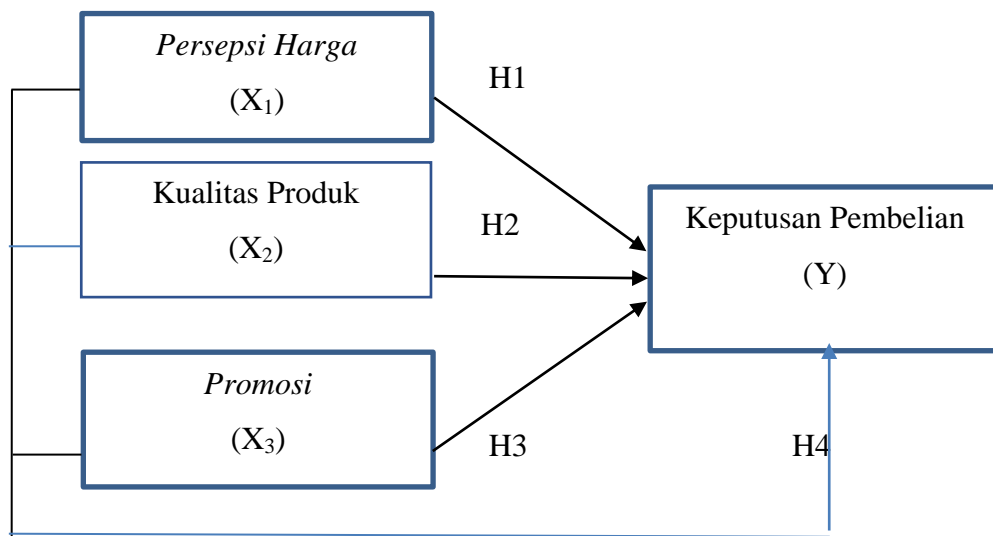 Persepsi Harga
(X₁)
H1
Kualitas Produk
(X₂)
H2
Keputusan Pembelian
(Y)
Promosi
(X₃)
H3
H4